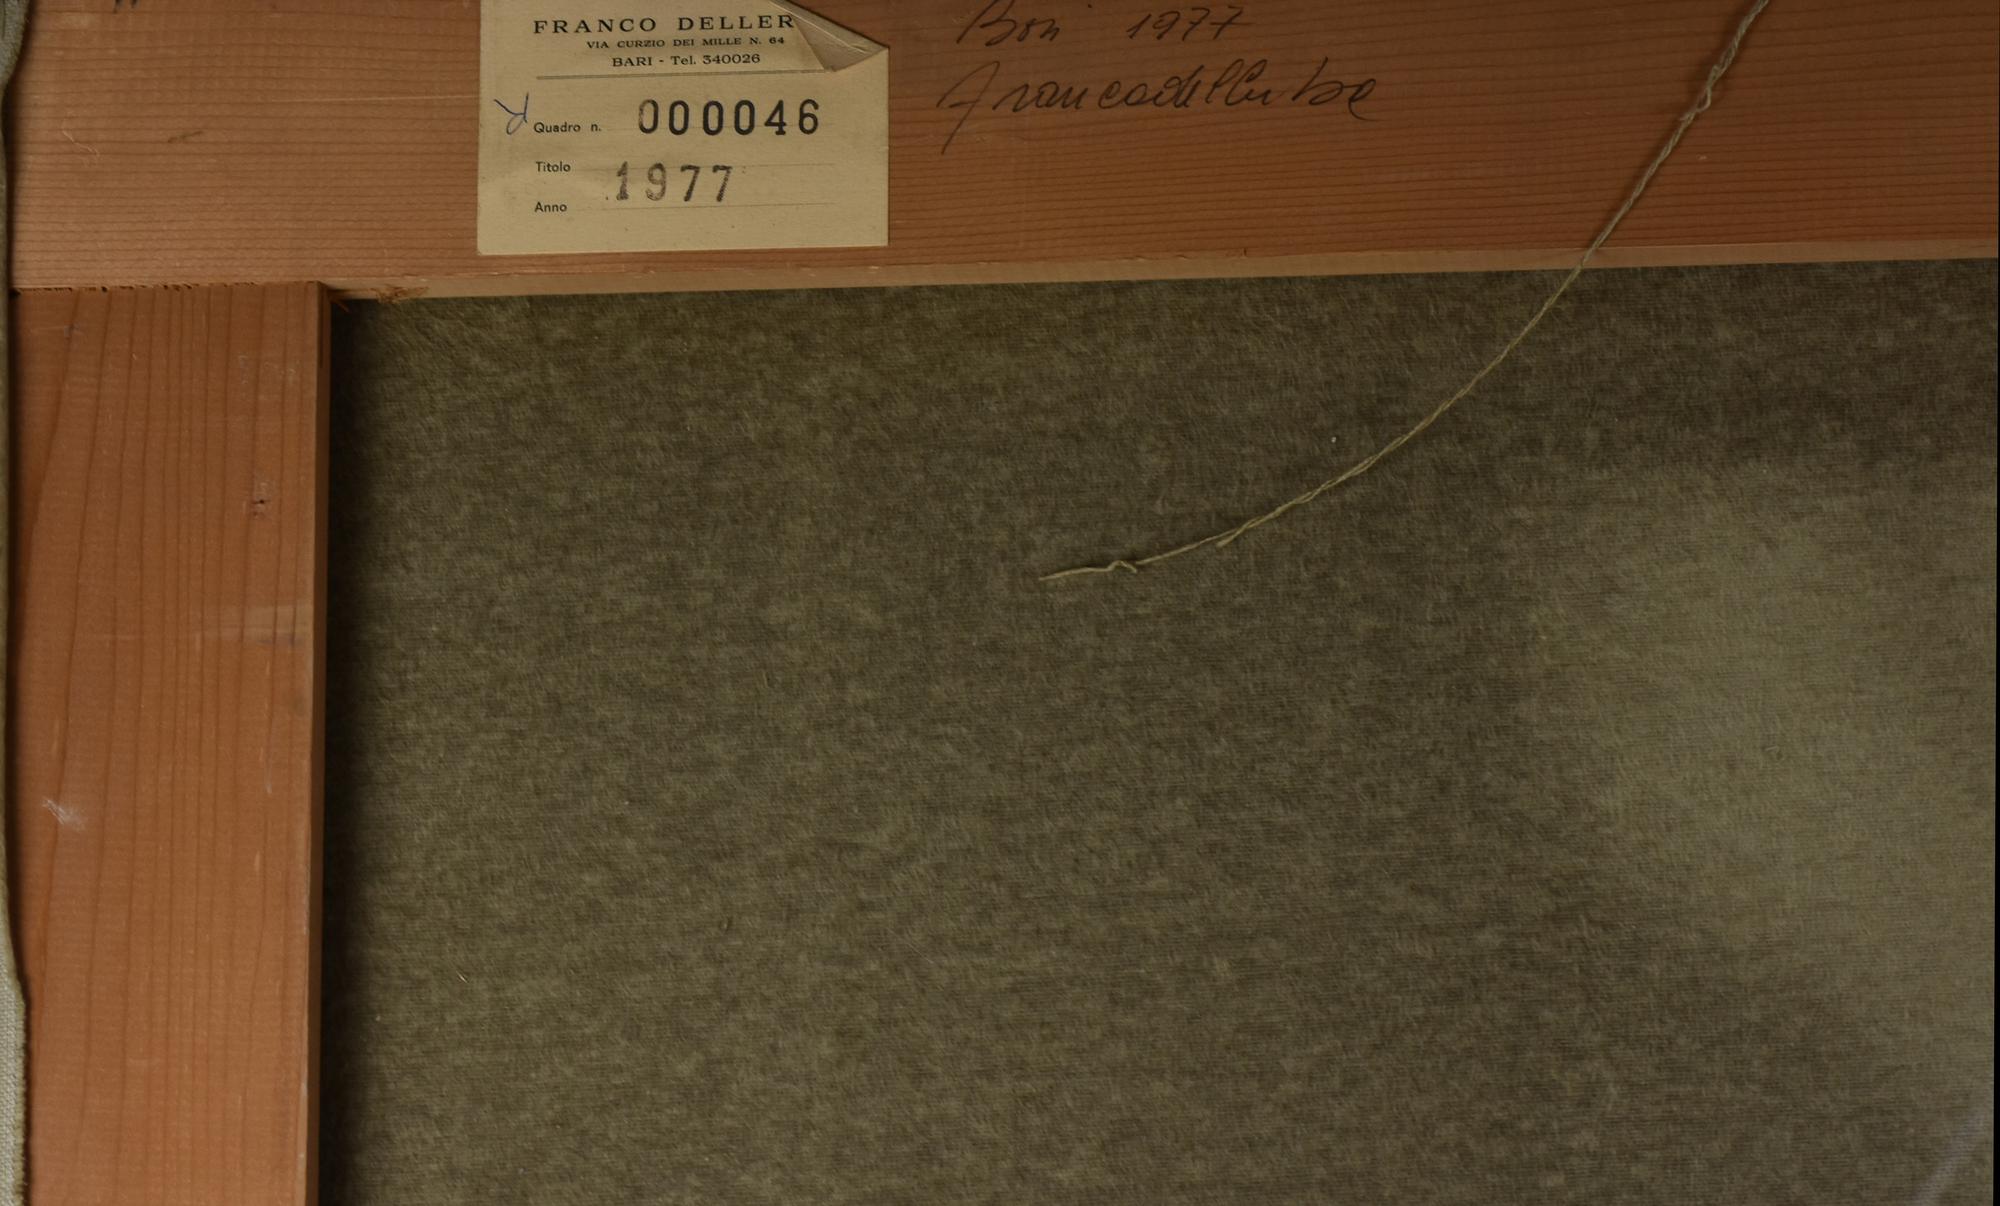 FRANCO DELLER
VIA CURZIO DEI MILLE N. 64
BARI - Tel. 340026
Quadro n. 000046
Titolo
1977
Anno
1977